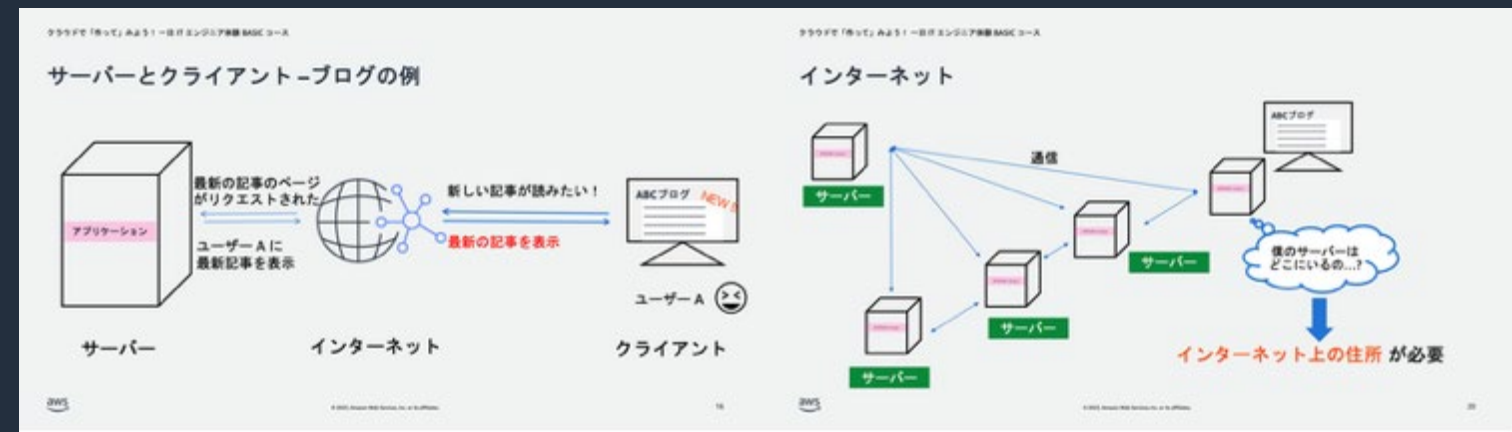 クラウドで「作って」みよう! 一日 IT エンジニア体験 BASIC コース
サーバーとクライアント –ブログの例
アプリケーション
最新の記事のページ
がリクエストされた
ユーザー A に
最新記事を表示
新しい記事が読みたい!
最新の記事を表示
ABCブログ
NEW!!
ユーザー A
サーバー
インターネット
クライアント
aws
クラウドで「作って」みよう! 一日 IT エンジニア体験 BASIC コース
インターネット
ABCブログ
通信
サーバー
サーバー
サーバー
サーバー
僕のサーバーは
どこにいるの...?
インターネット上の住所 が必要
aws